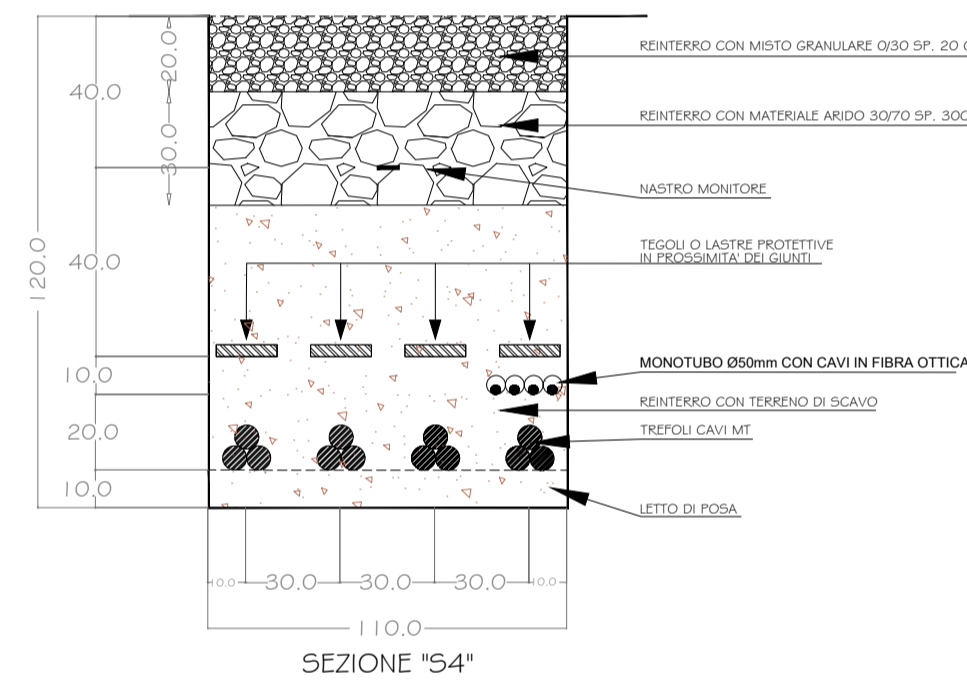 REINTERRO CON MISTO GRANULARE 0/30 SP. 20
20.0
40.0
REINTERRO CON MATERIALE ARIDO 30/70 SP. 300
30.0
NASTRO MONITORE
TEGOLI O LASTRE PROTETTIVE
IN PROSSIMITA' DEI GIUNTI
40.0
120.0
MONOTUBO Ø50mm CON CAVI IN FIBRA OTTICA
10.0
REINTERRO CON TERRENO DI SCAVO
TREFOLI CAVI MT
20.0
10.0
LETTO DI POSA
10.0 30.0 30.0 30.0 10.0
110.0
SEZIONE "S4"